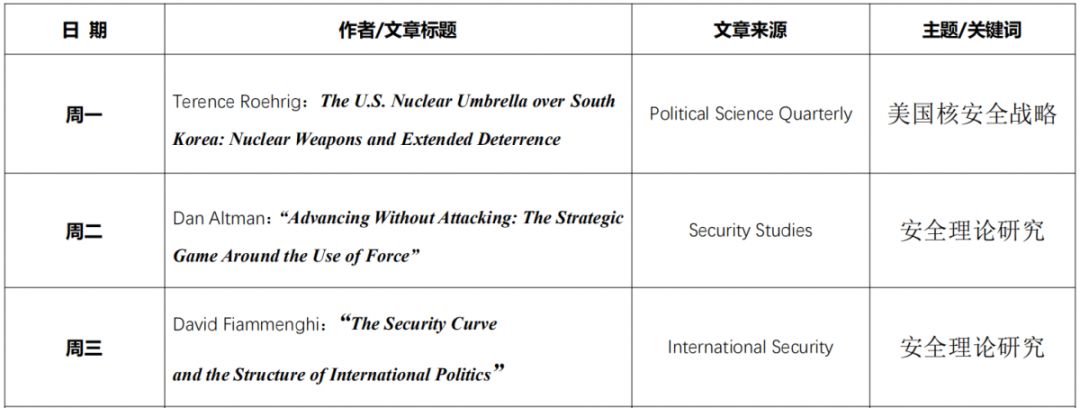 日 期
作者/文章标题
文章来源
主题/关键词
周一
Terence Roehrig：The U.S. Nuclear Umbrella over South
Korea: Nuclear Weapons and Extended Deterrence
Political Science Quarterly
美国核安全战略
周二
Dan Altman：“Advancing Without Attacking: The Strategic
Game Around the Use of Force”
Security Studies
安全理论研究
周三
David Fiammenghi：“The Security Curve
and the Structure of International Politics”
International Security
安全理论研究